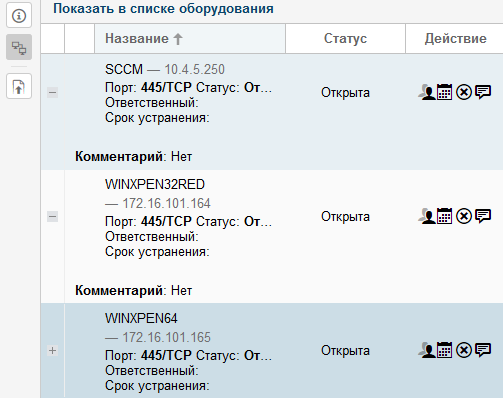 Показать в списке оборудования
Название Статус Действие
SCCM — 10.4.5.250
Порт: 445/TCP Статус: От...
Ответственный:
Срок устранения:
Открыта
Комментарий: Нет
WINXPEN32RED
— 172.16.101.164
Порт: 445/TCP Статус: От...
Ответственный:
Срок устранения:
Открыта
Комментарий: Нет
WINXPEN64
— 172.16.101.165
Порт: 445/TCP Статус: От...
Ответственный:
Срок устранения:
Открыта